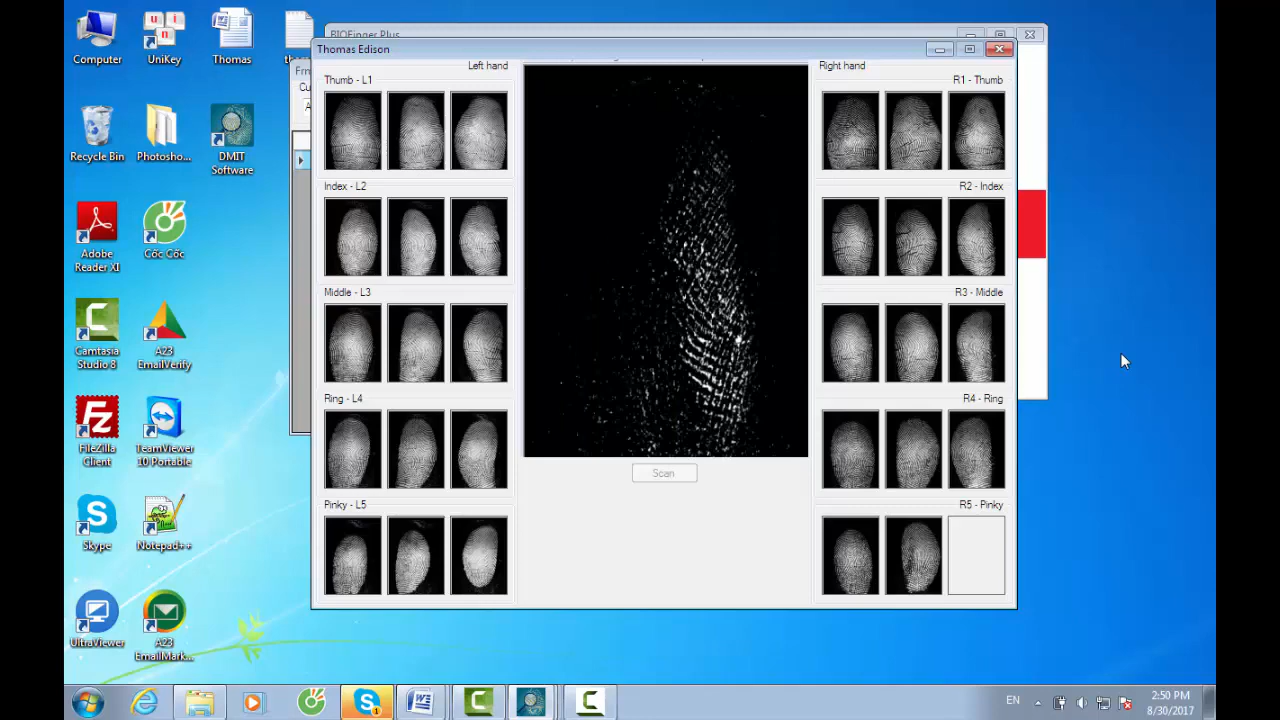 Computer
UniKey
Thomas
Recycle Bin
Photosho...
DMIT
Software
Adobe
Reader XI
Cốc Cốc
Camtasia
Studio 8
A23
EmailVerify
FileZilla
Client
TeamViewer
10 Portable
Skype
Notepad++
UltraViewer
A23
EmailMark...
BIOFinger Plus
Thomas Edison
Left hand
Thumb - L1
Index - L2
Middle - L3
Ring - L4
Pinky - L5
Scan
Right hand
R1 - Thumb
R2 - Index
R3 - Middle
R4 - Ring
R5 - Pinky
EN
2:50 PM
8/30/2017